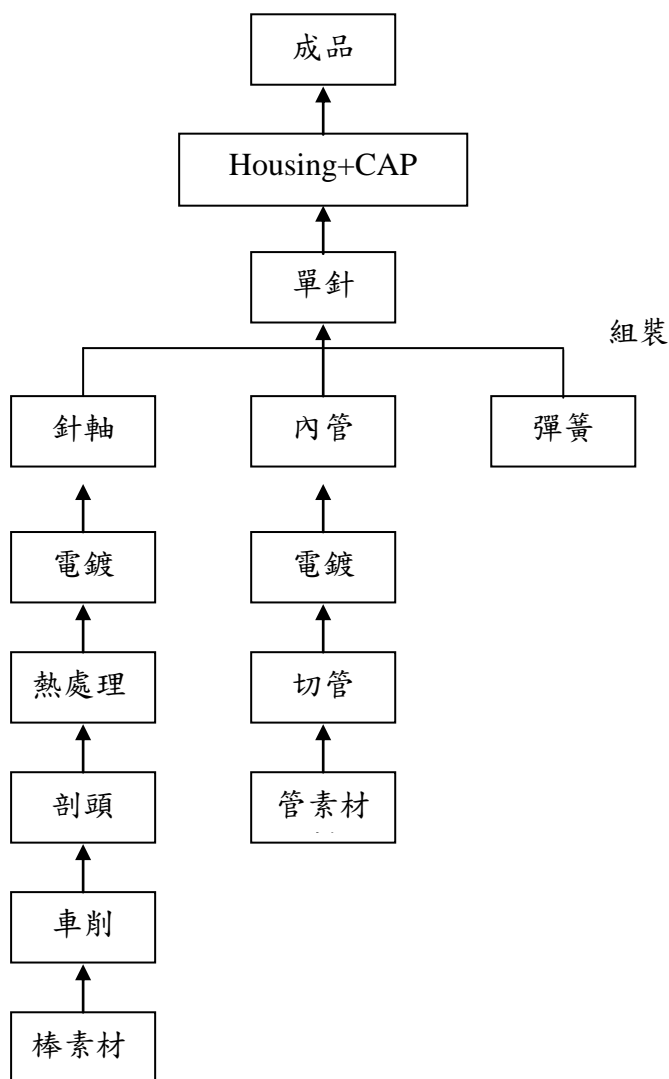 成品
Housing+CAP
單針
組裝
針軸
內管
彈簧
電鍍
電鍍
熱處理
切管
剖頭
管素材
車削
棒素材